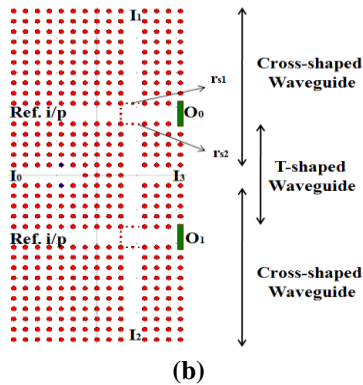 I1
rs1
Cross-shaped
Waveguide
Ref. i/p
O0
rs2
I0
I3
T-shaped
Waveguide
Ref. i/p
O1
Cross-shaped
Waveguide
I2
(b)